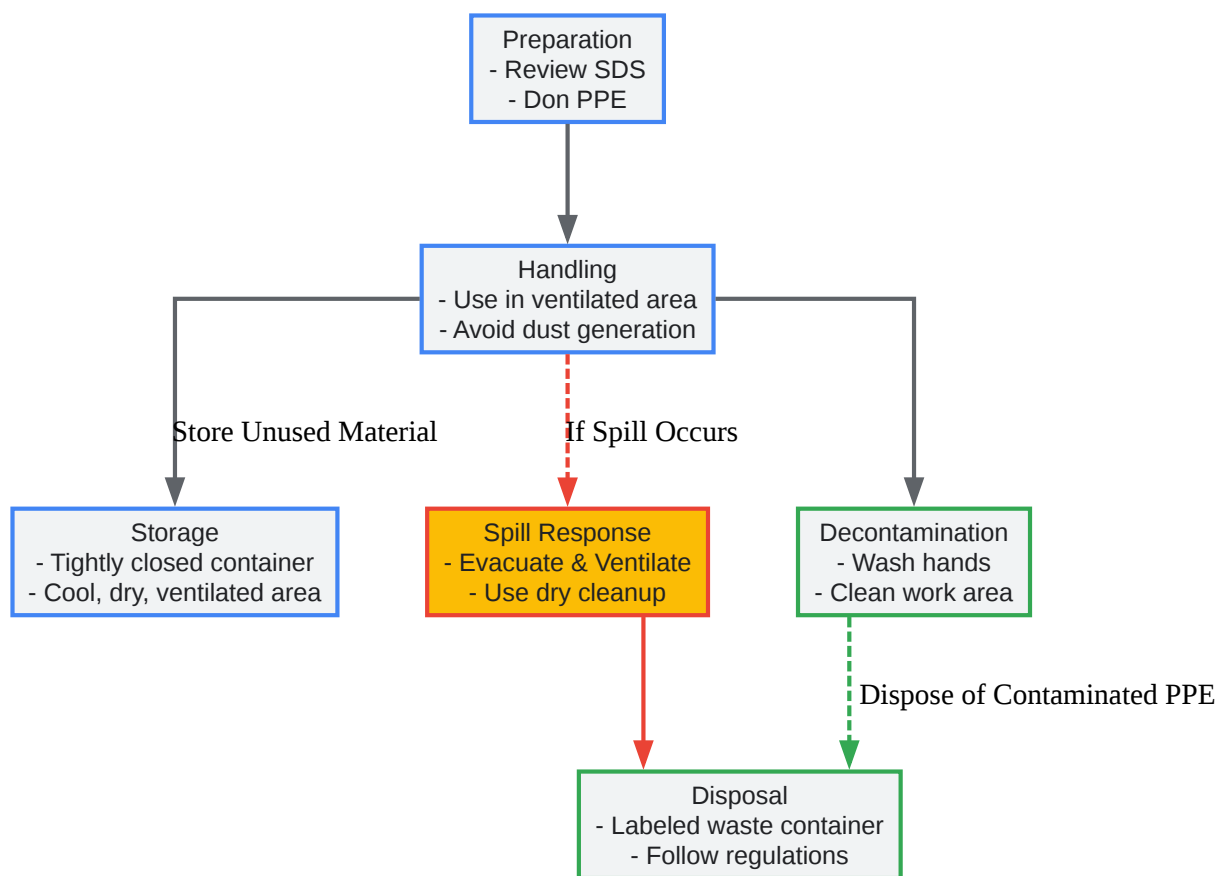 Preparation
- Review SDS
- Don PPE
Handling
- Use in ventilated area
- Avoid dust generation
Store Unused Material
If Spill Occurs
Storage
- Tightly closed container
- Cool, dry, ventilated area
Spill Response
- Evacuate & Ventilate
- Use dry cleanup
Decontamination
- Wash hands
- Clean work area
Dispose of Contaminated PPE
Disposal
- Labeled waste container
- Follow regulations